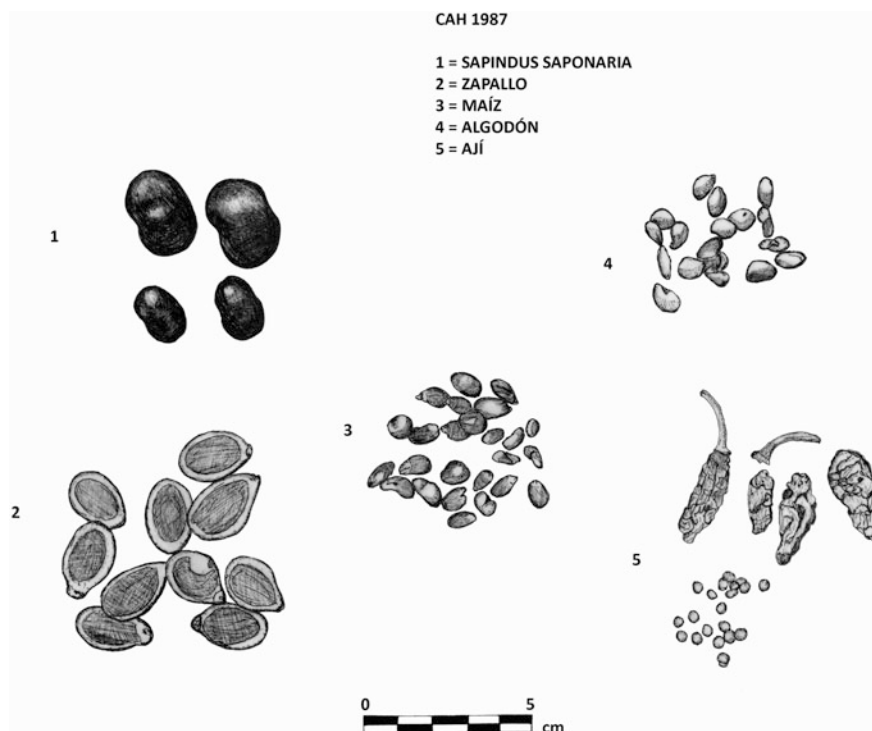 CAH 1987
1 = SAPINDUS SAPONARIA
2 = ZAPALLO
3 = MAÍZ
4 = ALGODÓN
5 = AJÍ
1
4
3
2
5
0 5
cm